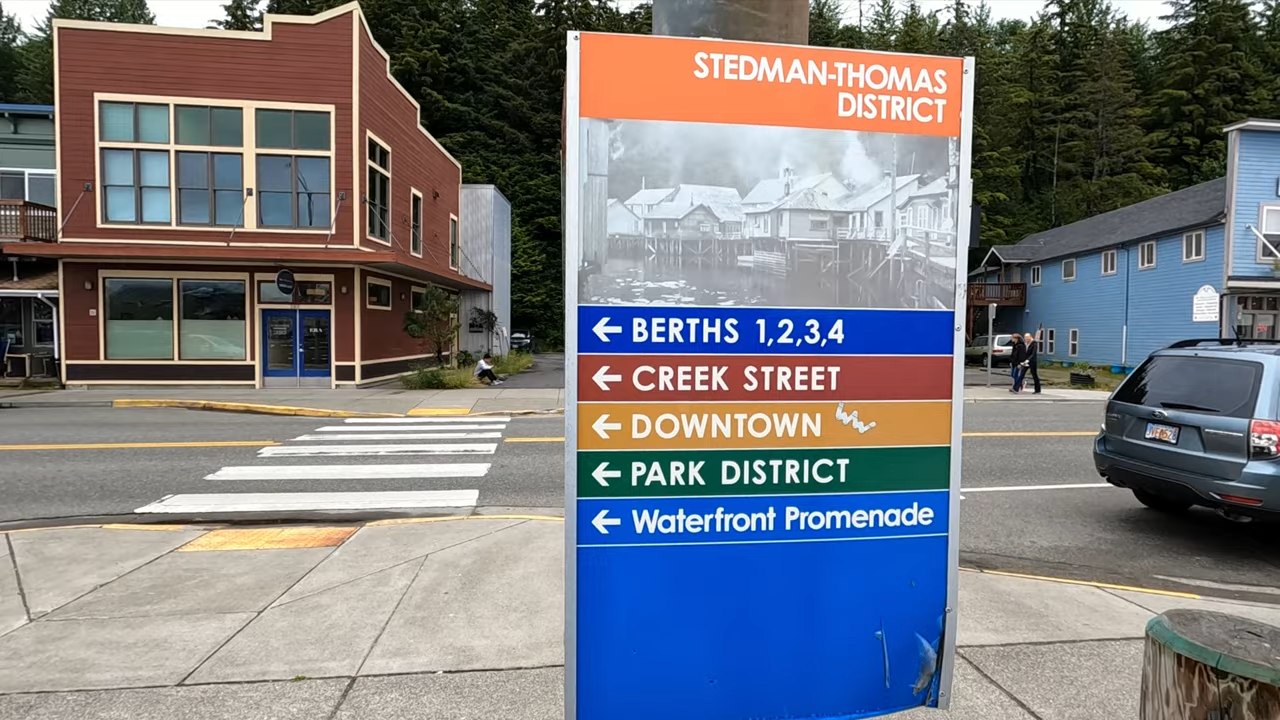 STEDMAN-THOMAS
DISTRICT
← BERTHS 1,2,3,4
← CREEK STREET
← DOWNTOWN
← PARK DISTRICT
← Waterfront Promenade